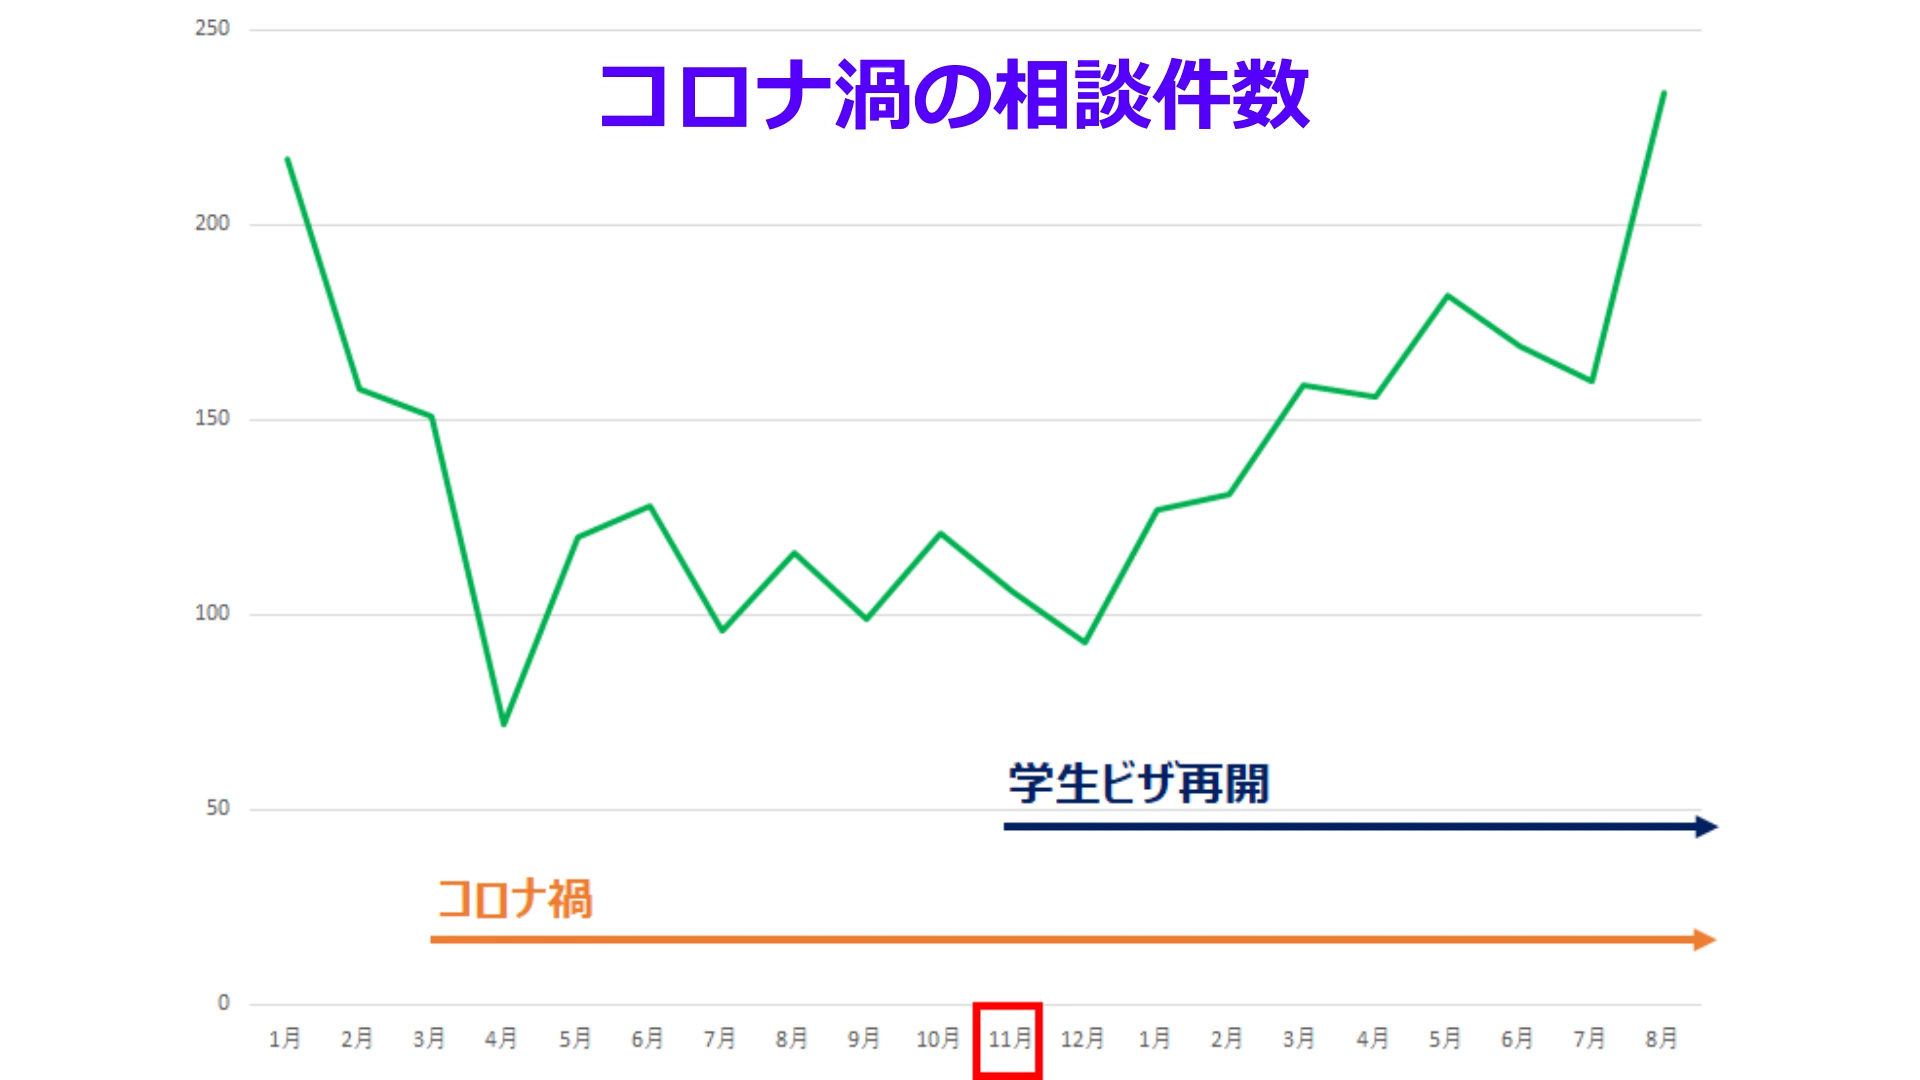 コロナ渦の相談件数
250
200
150
100
50
0
学生ビザ再開
コロナ禍
1月 2月 3月 4月 5月 6月 7月 8月 9月 10月 11月 12月 1月 2月 3月 4月 5月 6月 7月 8月